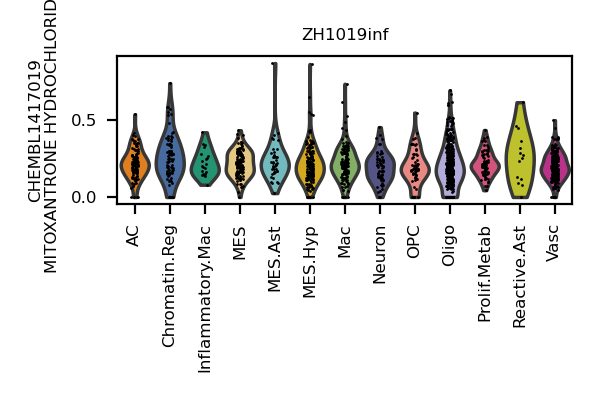 ZH1019inf
CHEMBL1417019
MITOXANTRONE HYDROCHLORID
0.5
0.0
AC
Chromatin.Reg
Inflammatory.Mac
MES
MES.Ast
MES.Hyp
Mac
Neuron
OPC
Oligo
Prolif.Metab
Reactive.Ast
Vasc